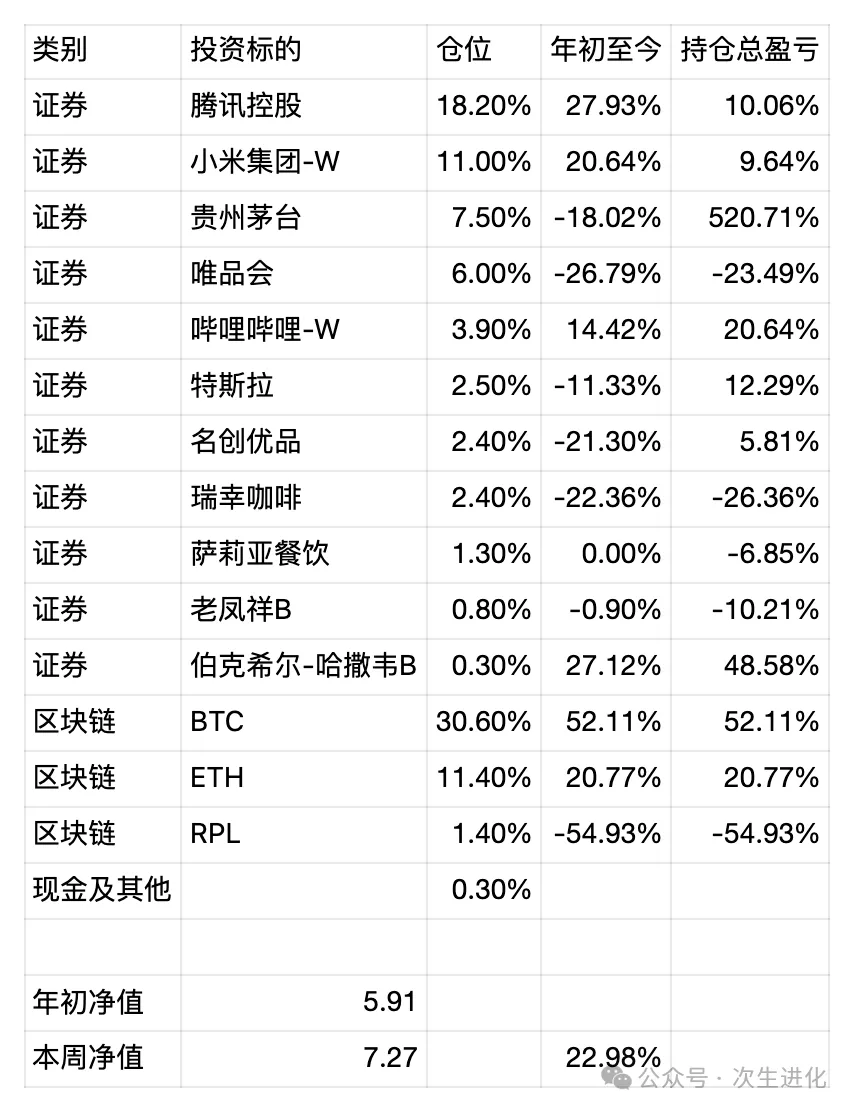 类别 投资标的 仓位 年初至今 持仓总盈亏
证券 腾讯控股 18.20% 27.93% 10.06%
证券 小米集团-W 11.00% 20.64% 9.64%
证券 贵州茅台 7.50% -18.02% 520.71%
证券 唯品会 6.00% -26.79% -23.49%
证券 哔哩哔哩-W 3.90% 14.42% 20.64%
证券 特斯拉 2.50% -11.33% 12.29%
证券 名创优品 2.40% -21.30% 5.81%
证券 瑞幸咖啡 2.40% -22.36% -26.36%
证券 萨莉亚餐饮 1.30% 0.00% -6.85%
证券 老凤祥B 0.80% -0.90% -10.21%
证券 伯克希尔-哈撒韦B 0.30% 27.12% 48.58%
区块链 BTC 30.60% 52.11% 52.11%
区块链 ETH 11.40% 20.77% 20.77%
区块链 RPL 1.40% -54.93% -54.93%
现金及其他 0.30%
年初净值 5.91
本周净值 7.27 22.98%
公众号 · 次生进化